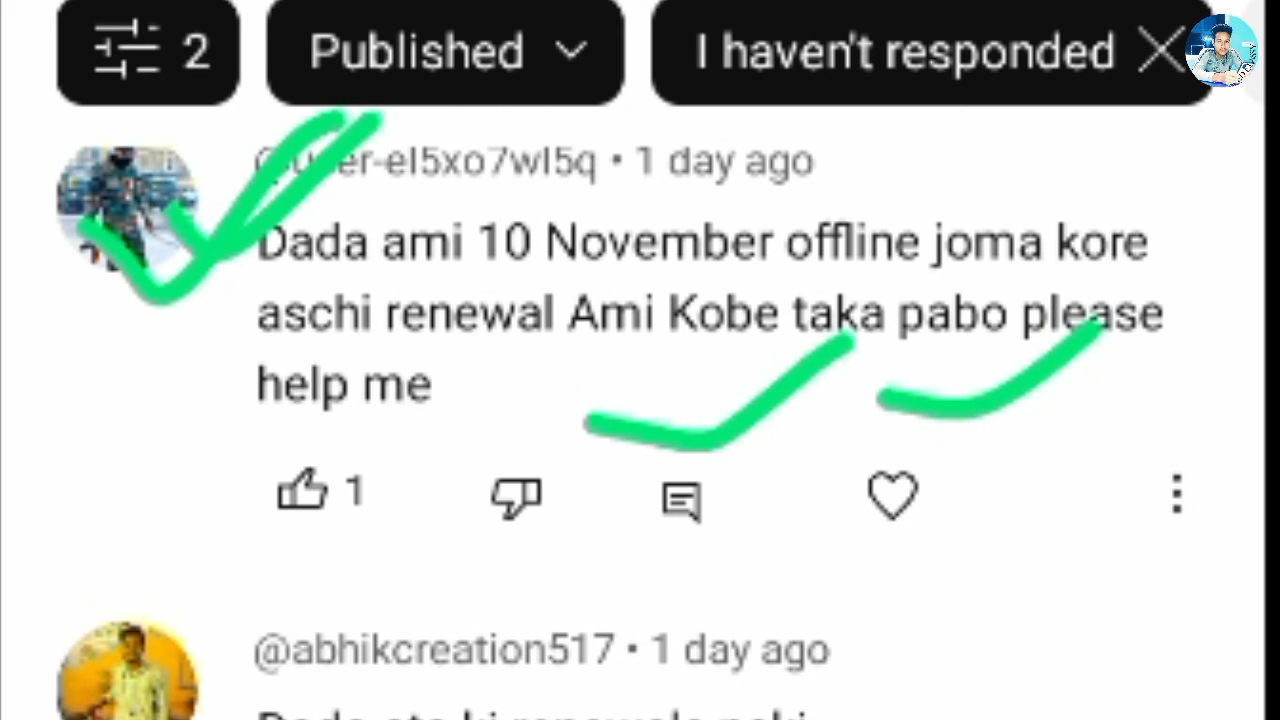 2 Published I haven't responded
@user-el5xo7wl5q • 1 day ago
Dada ami 10 November offline joma kore
aschi renewal Ami Kobe taka pabo please
help me
1
@abhikcreation517 • 1 day ago